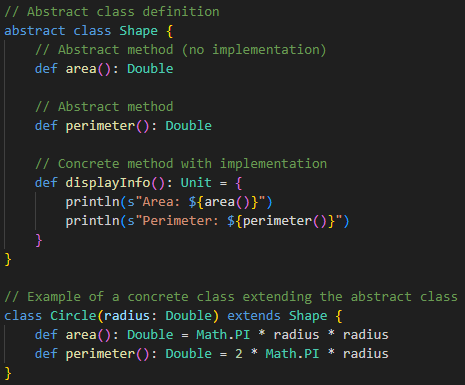 // Abstract class definition
abstract class Shape {
    // Abstract method (no implementation)
    def area(): Double

    // Abstract method
    def perimeter(): Double

    // Concrete method with implementation
    def displayInfo(): Unit = {
        println(s"Area: ${area()}")
        println(s"Perimeter: ${perimeter()}")
    }
}

// Example of a concrete class extending the abstract class
class Circle(radius: Double) extends Shape {
    def area(): Double = Math.PI * radius * radius
    def perimeter(): Double = 2 * Math.PI * radius
}